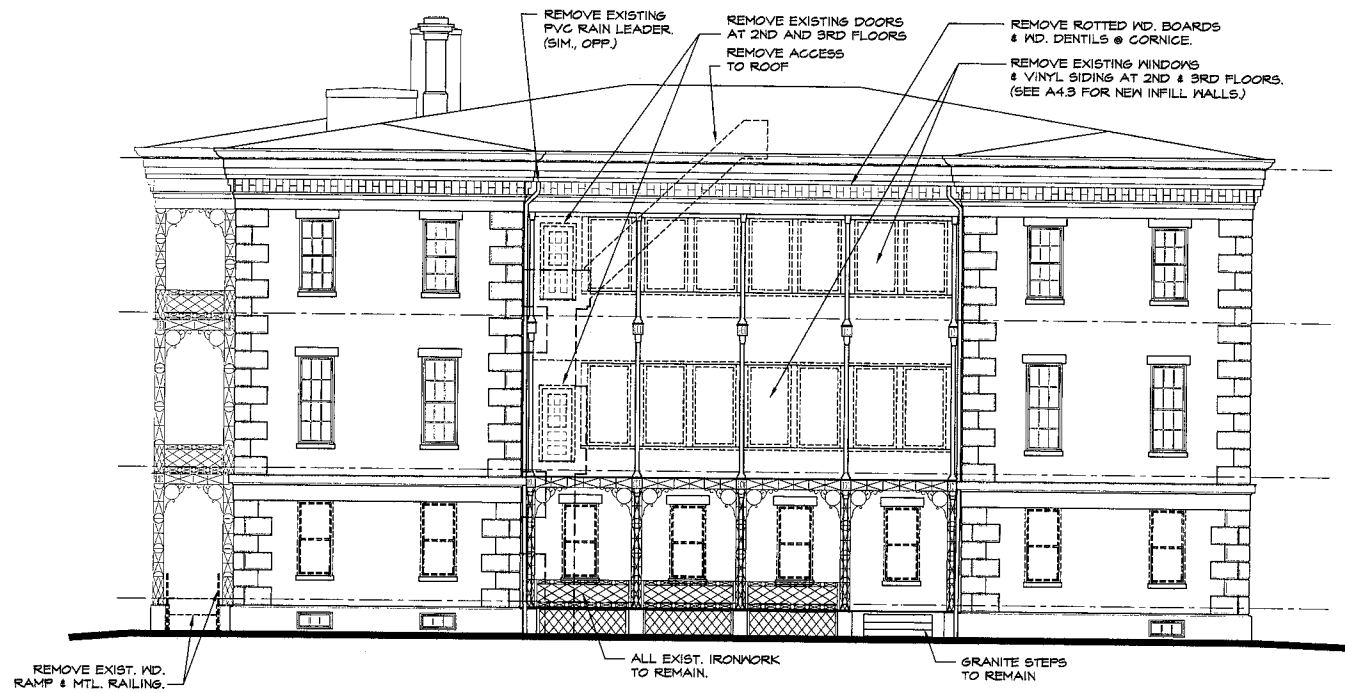 REMOVE EXISTING
PVC RAIN LEADER.
(SIM., OPP.)
REMOVE EXISTING DOORS
AT 2ND AND 3RD FLOORS
REMOVE ACCESS
TO ROOF
REMOVE ROTTED WD. BOARDS
& WD. DENTILS @ CORNICE.
REMOVE EXISTING WINDOWS
& VINYL SIDING AT 2ND & 3RD FLOORS.
(SEE A4.3 FOR NEW INFILL WALLS.)
REMOVE EXIST. WD.
RAMP & MTL. RAILING.
ALL EXIST. IRONWORK
TO REMAIN.
GRANITE STEPS
TO REMAIN